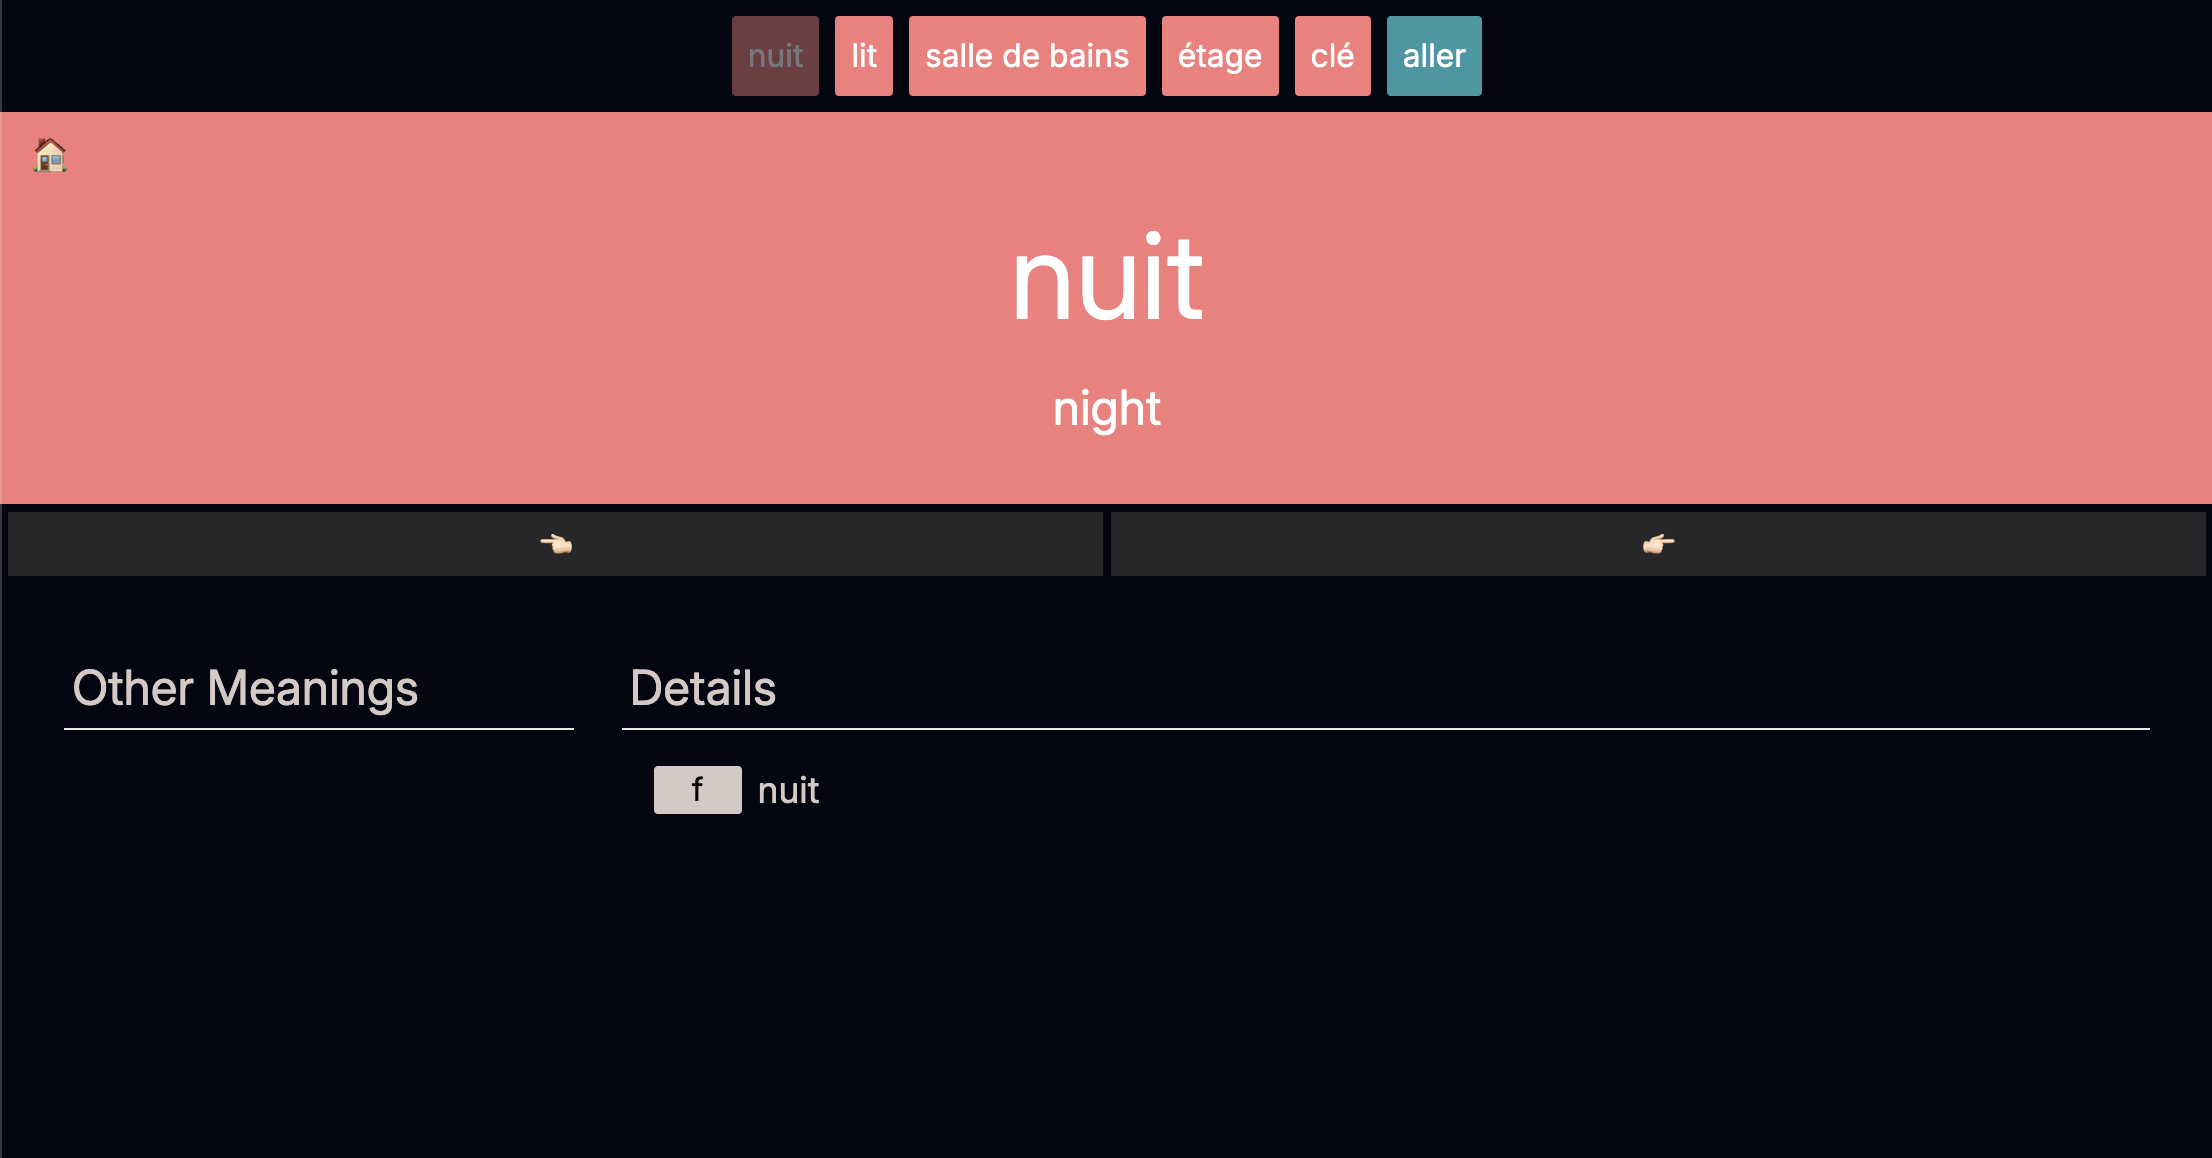 nuit lit salle de bains étage clé aller
nuit
night
Other Meanings Details
f nuit